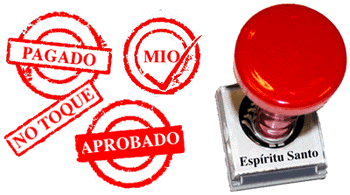 PAGADO
MIO
NO TOQUE
APROBADO
Espíritu Santo